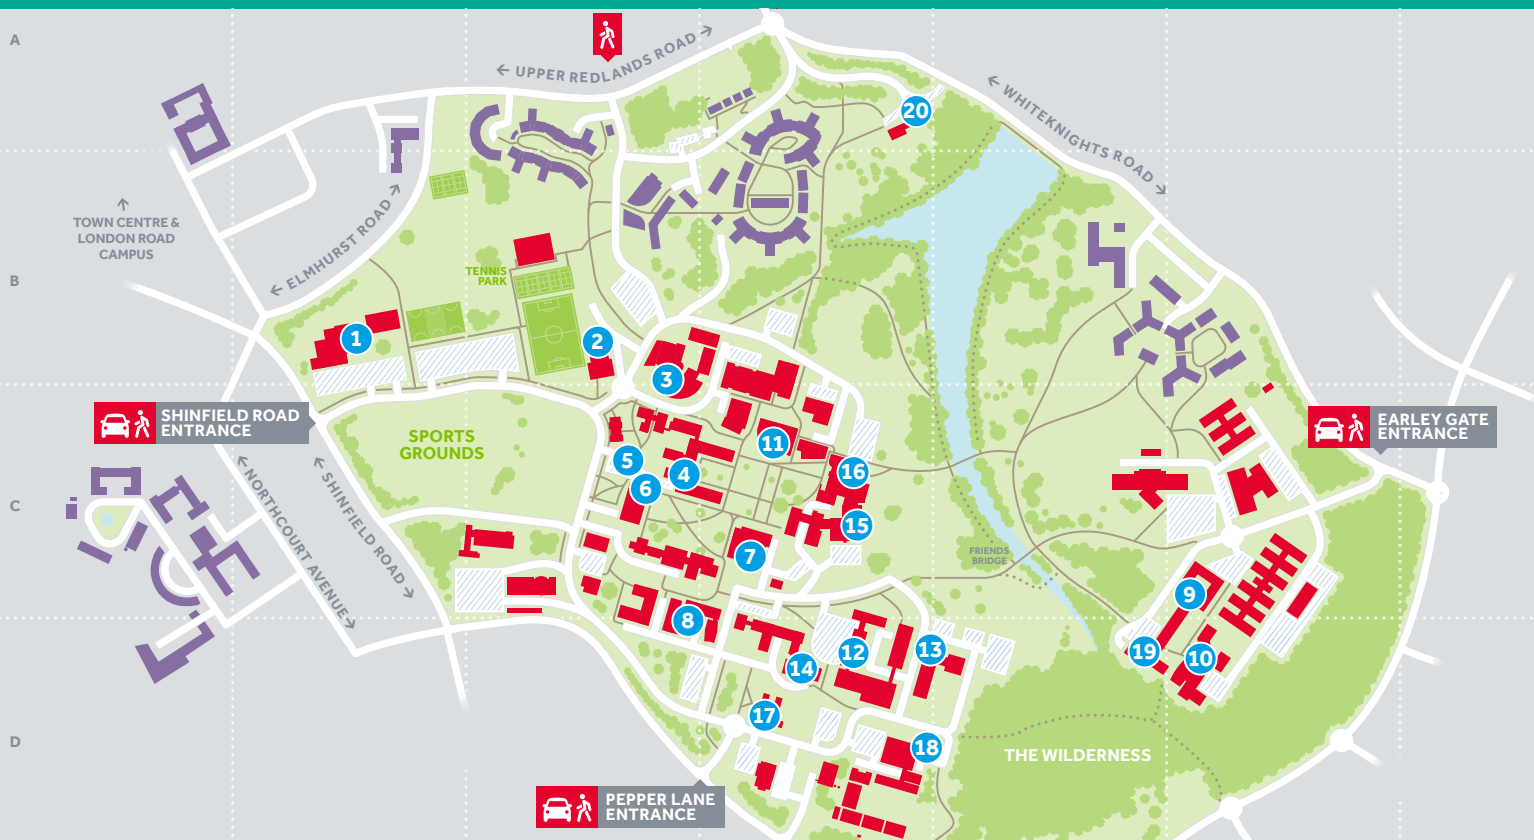 A
← UPPER REDLANDS ROAD →
20
← WHITEKNIGHTS ROAD →
↑
TOWN CENTRE &
LONDON ROAD
CAMPUS
← ELMHURST ROAD →
B
TENNIS
PARK
1
2
3
SHINFIELD ROAD
ENTRANCE
EARLEY GATE
ENTRANCE
SPORTS
GROUNDS
11
5
4
16
6
C
← NORTHCOURT AVENUE →
← SHINFIELD ROAD →
15
7
FRIENDS
BRIDGE
9
8
12
13
19
10
14
17
D
18
THE WILDERNESS
PEPPER LANE
ENTRANCE